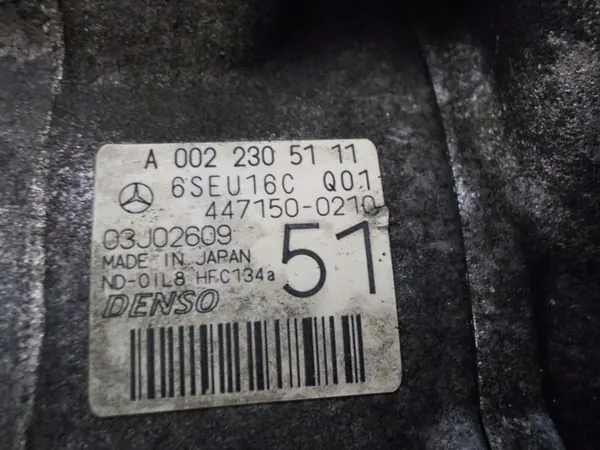 A 002 230 51 11
6SEU16C Q01
447150-0210
03J02609
MADE IN JAPAN
ND-OIL8 HFC134a
51
DENSO